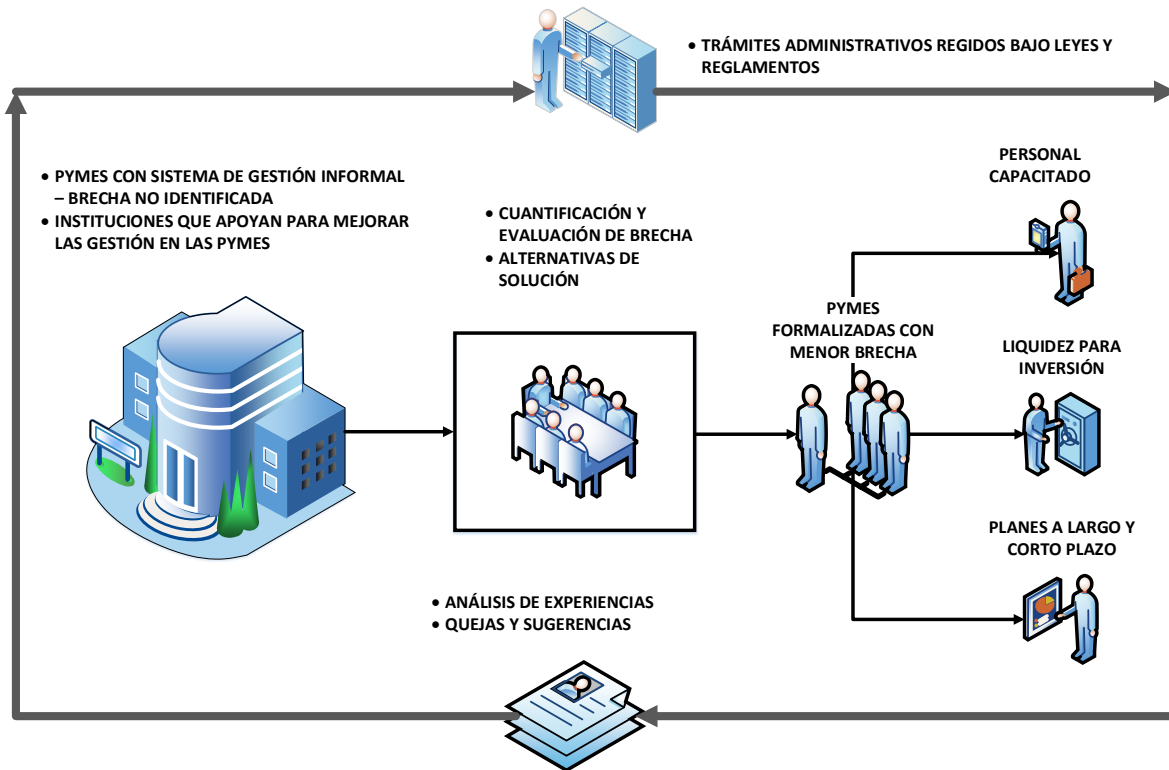 • TRÁMITES ADMINISTRATIVOS REGIDOS BAJO LEYES Y
REGLAMENTOS
• PYMES CON SISTEMA DE GESTIÓN INFORMAL
– BRECHA NO IDENTIFICADA
• INSTITUCIONES QUE APOYAN PARA MEJORAR
LAS GESTIÓN EN LAS PYMES
• CUANTIFICACIÓN Y
EVALUACIÓN DE BRECHA
• ALTERNATIVAS DE
SOLUCIÓN
PERSONAL
CAPACITADO
PYMES
FORMALIZADAS CON
MENOR BRECHA
LIQUIDEZ PARA
INVERSIÓN
PLANES A LARGO Y
CORTO PLAZO
• ANÁLISIS DE EXPERIENCIAS
• QUEJAS Y SUGERENCIAS